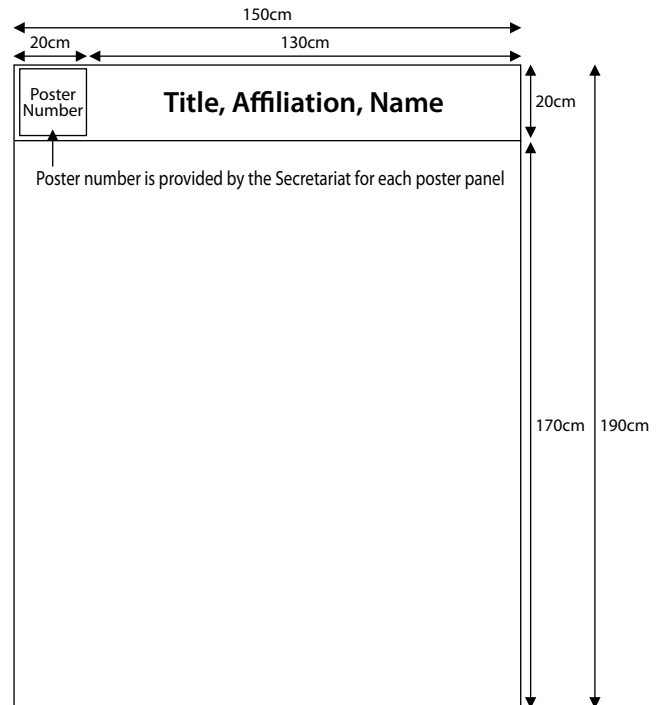 150cm
20cm
130cm
Poster
Number
Title, Affiliation, Name
20cm
Poster number is provided by the Secretariat for each poster panel
170cm
190cm